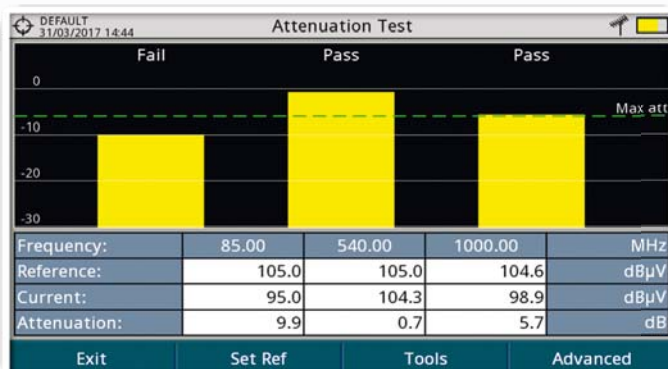 DEFAULT
31/03/2017 14:44
Attenuation Test
Fail Pass Pass
0
Max att
-10
-20
-30
Frequency: 85.00 540.00 1000.00 MHz
Reference: 105.0 105.0 104.6 dBµV
Current: 95.0 104.3 98.9 dBµV
Attenuation: 9.9 0.7 5.7 dB
Exit Set Ref Tools Advanced